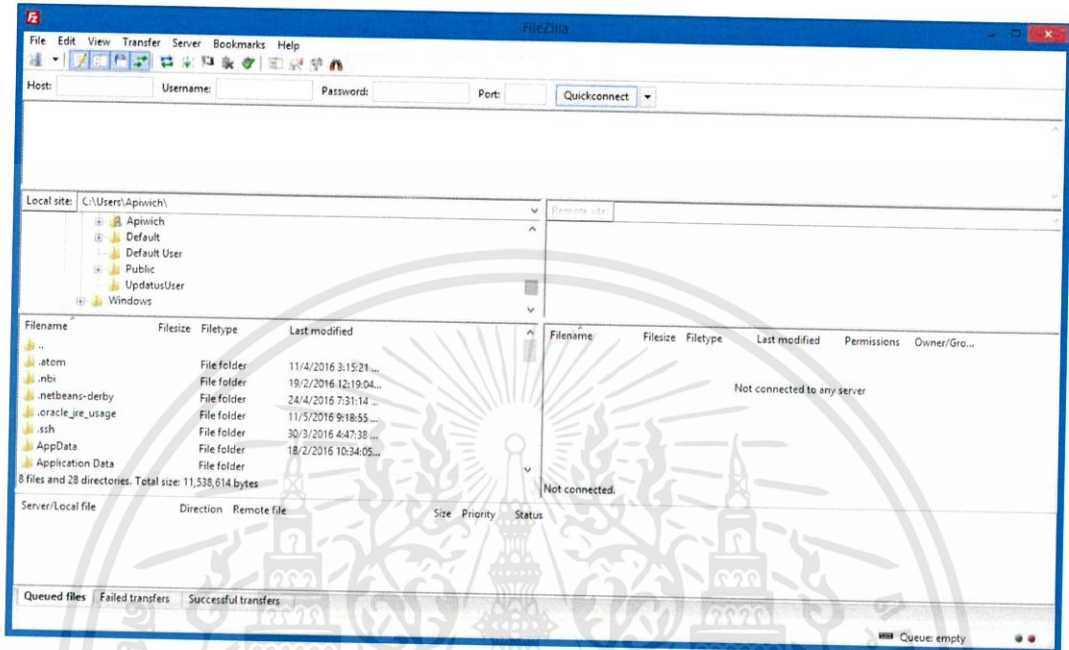 FileZilla
File Edit View Transfer Server Bookmarks Help
Host: Username: Password: Port: Quickconnect
Local site: C:\Users\Apiwich\
Remote site:
Apiwich
Default
Default User
Public
UpdatusUser
Windows
Filename Filesize Filetype Last modified
..
.atom File folder 11/4/2016 3:15:21 ...
.nbi File folder 19/2/2016 12:19:04...
.netbeans-derby File folder 24/4/2016 7:31:14 ...
.oracle_jre_usage File folder 11/5/2016 9:18:55 ...
.ssh File folder 30/3/2016 4:47:38 ...
AppData File folder 18/2/2016 10:34:05...
Application Data File folder
8 files and 28 directories. Total size: 11,538,614 bytes
Filename Filesize Filetype Last modified Permissions Owner/Gro...
Not connected to any server
Not connected.
Server/Local file Direction Remote file Size Priority Status
Queued files Failed transfers Successful transfers
Queue: empty